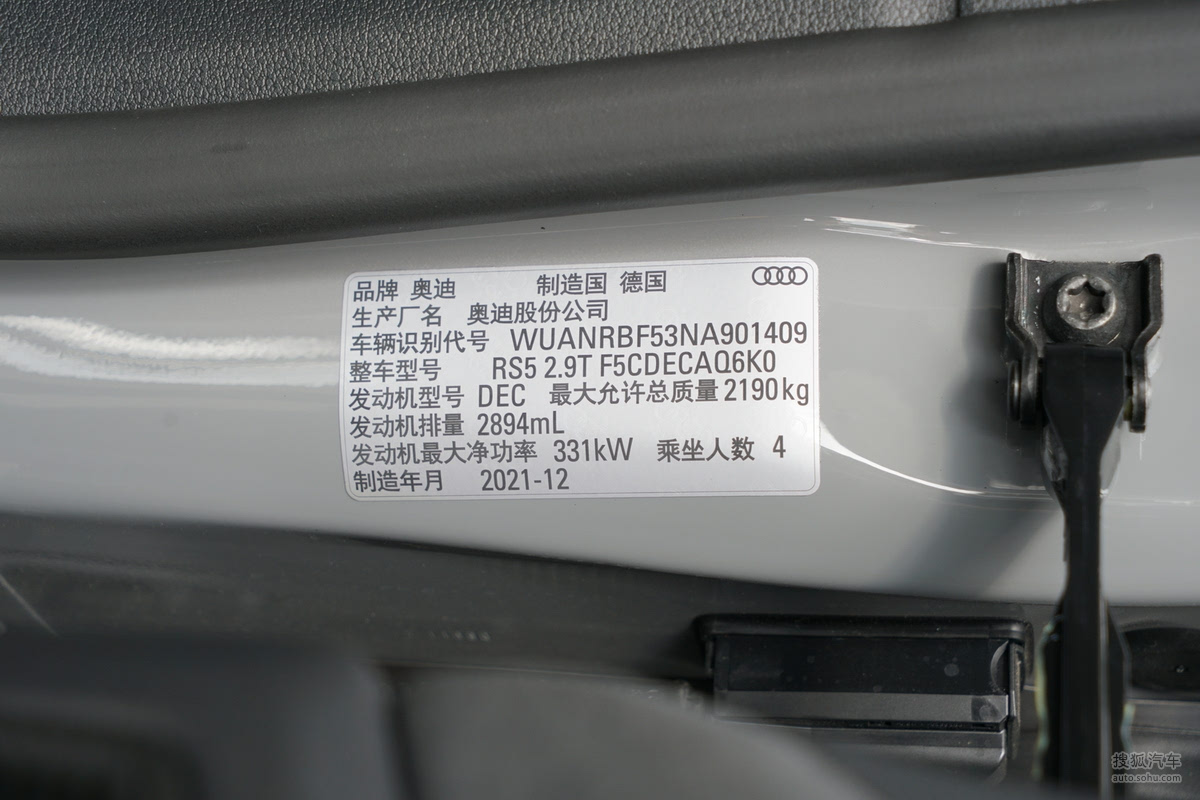 品牌 奥迪 制造国 德国
生产厂名 奥迪股份公司
车辆识别代号 WUANRBF53NA901409
整车型号 RS5 2.9T F5CDECAQ6K0
发动机型号 DEC 最大允许总质量 2190kg
发动机排量 2894mL
发动机最大净功率 331kW 乘坐人数 4
制造年月 2021-12
搜狐汽车
auto.sohu.com